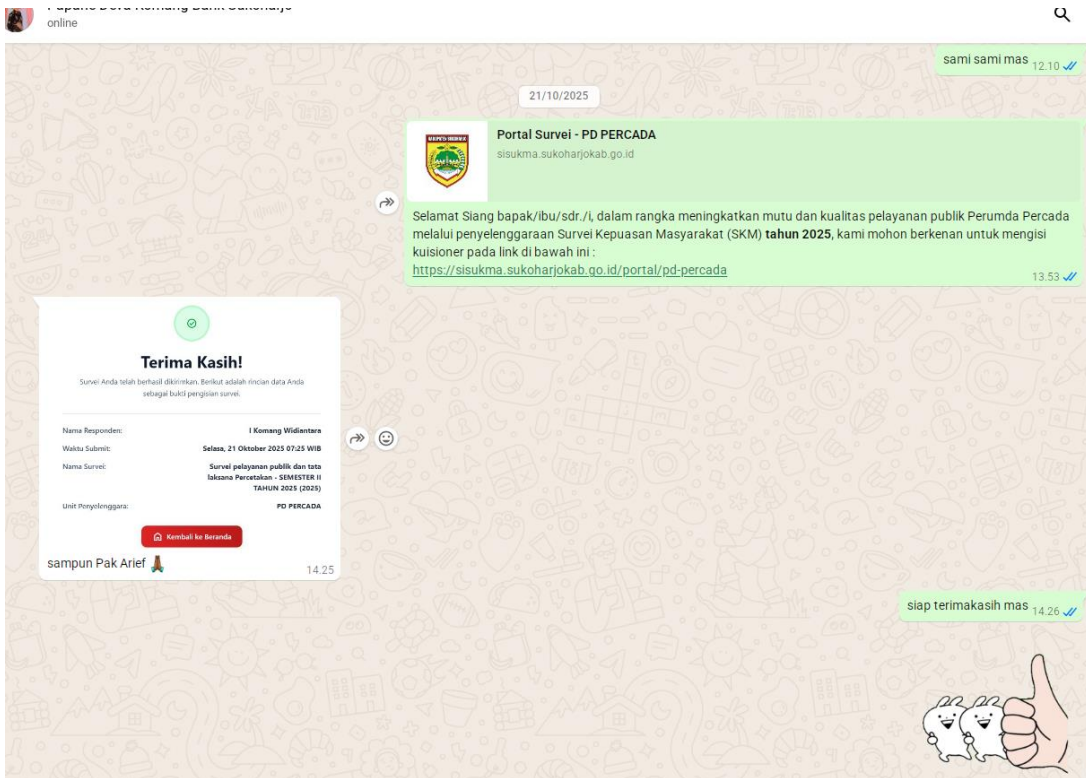 online
sami sami mas 12.10
21/10/2025
Portal Survei - PD PERCADA
sisukma.sukoharjokab.go.id
Selamat Siang bapak/ibu/sdr./i, dalam rangka meningkatkan mutu dan kualitas pelayanan publik Perumda Percada
melalui penyelenggaraan Survei Kepuasan Masyarakat (SKM) tahun 2025, kami mohon berkenan untuk mengisi
kuisioner pada link di bawah ini :
https://sisukma.sukoharjokab.go.id/portal/pd-percada
13.53
Terima Kasih!
Survei Anda telah berhasil dikirimkan. Berikut adalah rincian data Anda
sebagai bukti pengisian survei.
Nama Responden: I Komang Widiantara
Waktu Submit: Selasa, 21 Oktober 2025 07:25 WIB
Nama Survei: Survei pelayanan publik dan tata
laksana Percetakan - SEMESTER II
TAHUN 2025 (2025)
Unit Penyelenggara: PD PERCADA
Kembali ke Beranda
sampun Pak Arief
14.25
siap terimakasih mas 14.26